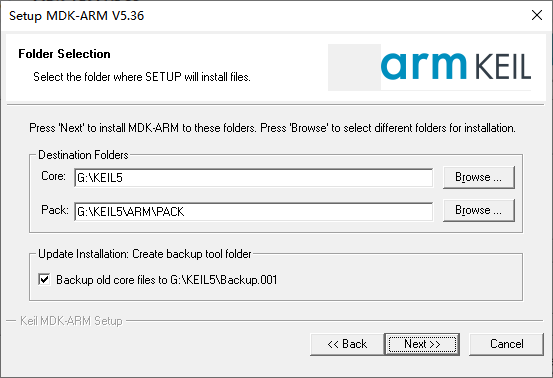 Setup MDK-ARM V5.36
Folder Selection
Select the folder where SETUP will install files.
arm KEIL
Press 'Next' to install MDK-ARM to these folders. Press 'Browse' to select different folders for installation.
Destination Folders
Core: G:\KEIL5 Browse ...
Pack: G:\KEIL5\ARM\PACK Browse ...
Update Installation: Create backup tool folder
Backup old core files to G:\KEIL5\Backup.001
Keil MDK-ARM Setup
<< Back Next >> Cancel